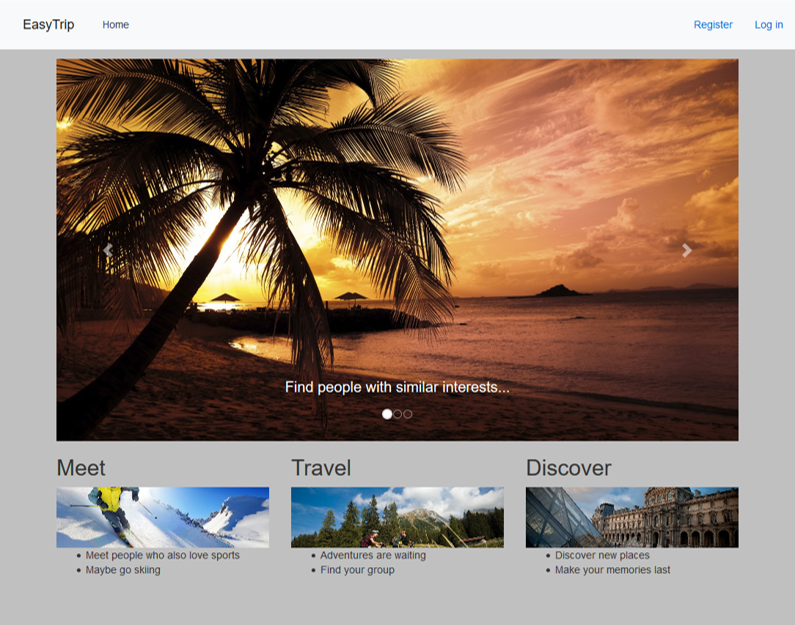 EasyTrip Home Register Log in
Find people with similar interests...
Meet
Travel
Discover
Meet people who also love sports
Maybe go skiing
Adventures are waiting
Find your group
Discover new places
Make your memories last